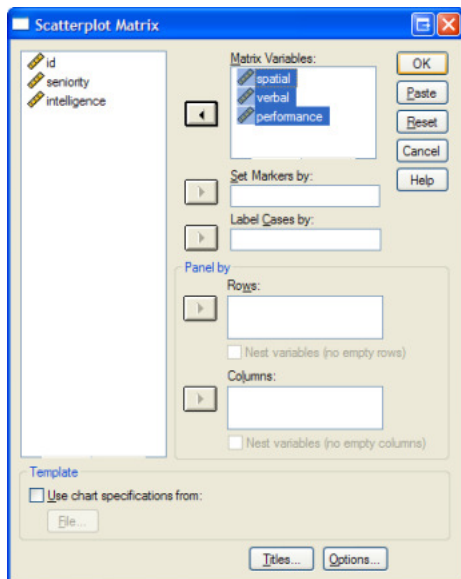 Scatterplot Matrix
id
seniority
intelligence
Matrix Variables:
spatial
verbal
performance
OK
Paste
Reset
Cancel
Help
Set Markers by:
Label Cases by:
Panel by
Rows:
Nest variables (no empty rows)
Columns:
Nest variables (no empty columns)
Template
Use chart specifications from:
File...
Titles...
Options...